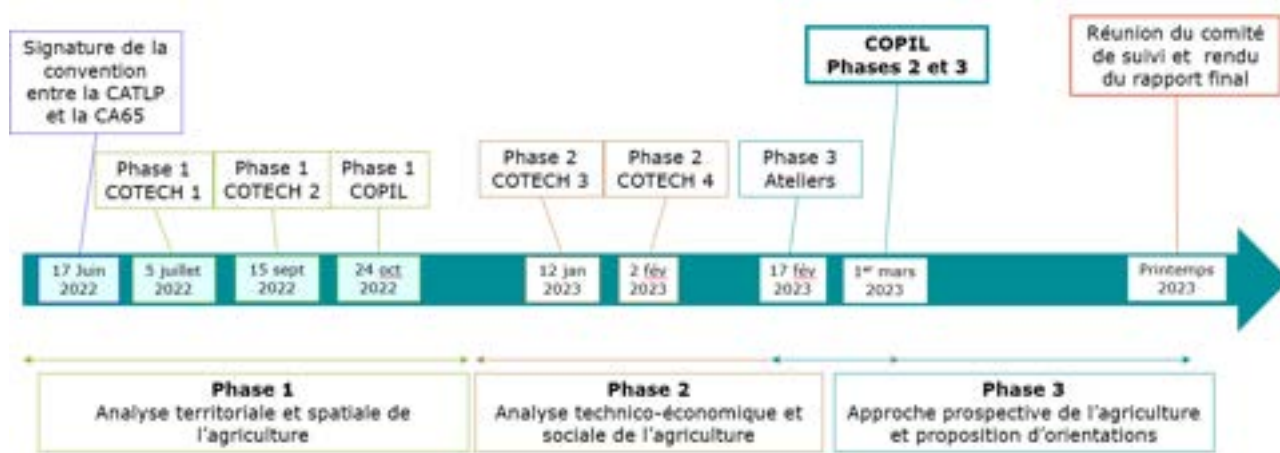 Signature de la
convention
entre la CATLP
et la CA65
COPIL
Phases 2 et 3
Réunion du comité
de suivi et rendu
du rapport final
Phase 1
COTECH 1
Phase 1
COTECH 2
Phase 1
COPIL
Phase 2
COTECH 3
Phase 2
COTECH 4
Phase 3
Ateliers
17 Juin
2022
5 juillet
2022
15 sept
2022
24 oct
2022
12 jan
2023
2 fév
2023
17 fév
2023
1er mars
2023
Printemps
2023
Phase 1
Analyse territoriale et spatiale de
l'agriculture
Phase 2
Analyse technico-économique et
sociale de l'agriculture
Phase 3
Approche prospective de l'agriculture
et proposition d'orientations